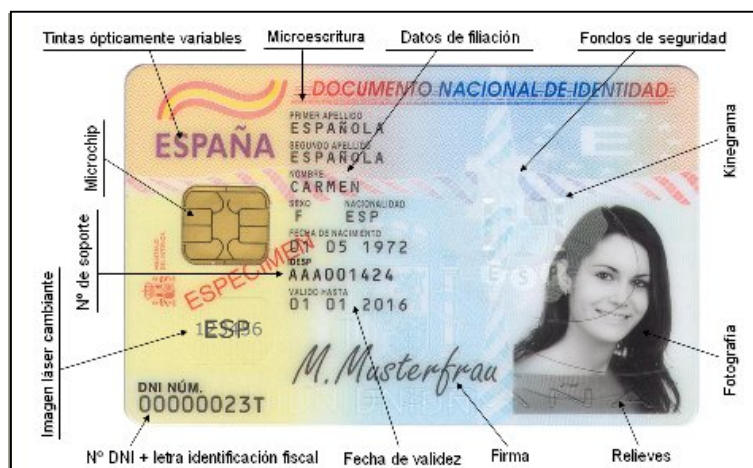 Tintas ópticamente variables
Microescritura
Datos de filiación
Fondos de seguridad
DOCUMENTO NACIONAL DE IDENTIDAD
ESPAÑA
PRIMER APELLIDO
ESPAÑOLA
SEGUNDO APELLIDO
ESPAÑOLA
NOMBRE
CARMEN
SEXO NACIONALIDAD
F ESP
FECHA DE NACIMIENTO
01 05 1972
IDESP
AAA001424
VALIDO HASTA
01 01 2016
ESPECIMEN
ESP
M. Musterfrau
DNI NÚM.
00000023T
Microchip
Nº de soporte
Imagen láser cambiante
Kinegrama
Fotografía
Nº DNI + letra identificación fiscal
Fecha de validez
Firma
Relieves